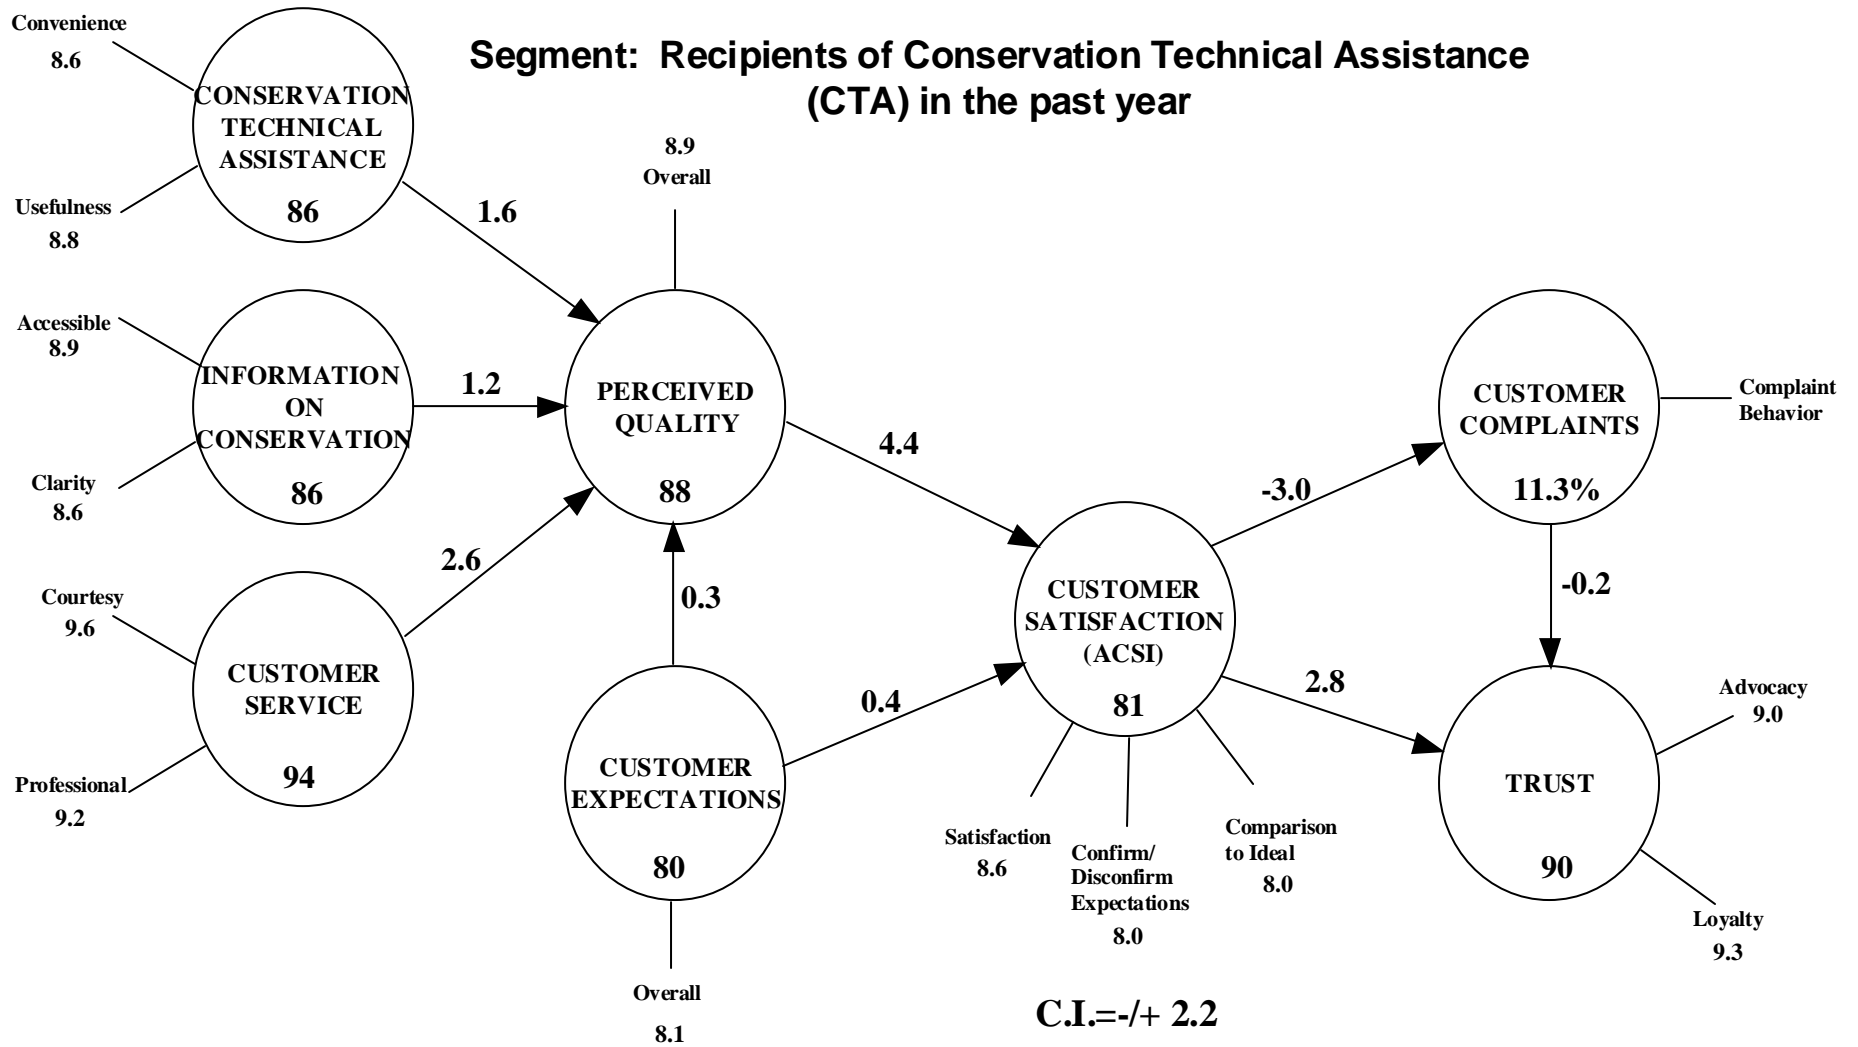 Segment: Recipients of Conservation Technical Assistance
(CTA) in the past year
Convenience
8.6
CONSERVATION
TECHNICAL
ASSISTANCE
86
Usefulness
8.8
1.6
8.9
Overall
Accessible
8.9
INFORMATION
ON
CONSERVATION
86
Clarity
8.6
1.2
PERCEIVED
QUALITY
88
4.4
Courtesy
9.6
CUSTOMER
SERVICE
94
Professional
9.2
2.6
0.3
CUSTOMER
EXPECTATIONS
80
Overall
8.1
0.4
CUSTOMER
SATISFACTION
(ACSI)
81
Satisfaction
8.6
Confirm/
Disconfirm
Expectations
8.0
Comparison
to Ideal
8.0
-3.0
CUSTOMER
COMPLAINTS
11.3%
Complaint
Behavior
-0.2
2.8
TRUST
90
Advocacy
9.0
Loyalty
9.3
C.I.=-/+ 2.2